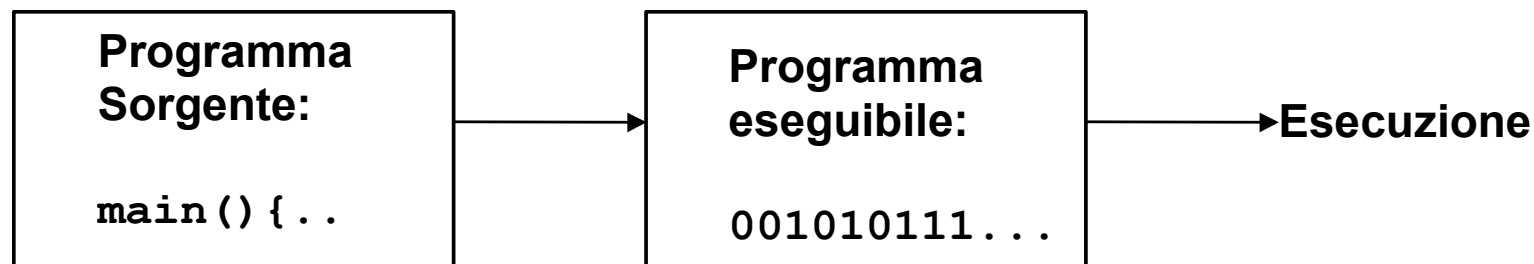 Programma
Sorgente:
main(){..
Programma
eseguibile:
001010111...
Esecuzione